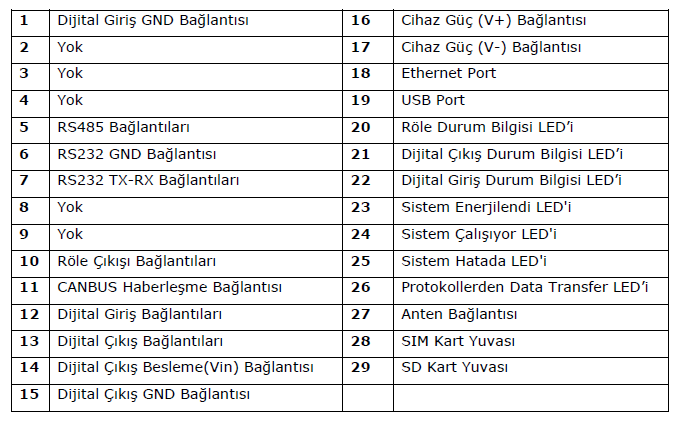 1 Dijital Giriş GND Bağlantısı 16 Cihaz Güç (V+) Bağlantısı
2 Yok 17 Cihaz Güç (V-) Bağlantısı
3 Yok 18 Ethernet Port
4 Yok 19 USB Port
5 RS485 Bağlantıları 20 Röle Durum Bilgisi LED’i
6 RS232 GND Bağlantısı 21 Dijital Çıkış Durum Bilgisi LED’i
7 RS232 TX-RX Bağlantıları 22 Dijital Giriş Durum Bilgisi LED’i
8 Yok 23 Sistem Enerjilendi LED'i
9 Yok 24 Sistem Çalışıyor LED'i
10 Röle Çıkışı Bağlantıları 25 Sistem Hatada LED'i
11 CANBUS Haberleşme Bağlantısı 26 Protokollerden Data Transfer LED’i
12 Dijital Giriş Bağlantıları 27 Anten Bağlantısı
13 Dijital Çıkış Bağlantıları 28 SIM Kart Yuvası
14 Dijital Çıkış Besleme(Vin) Bağlantısı 29 SD Kart Yuvası
15 Dijital Çıkış GND Bağlantısı